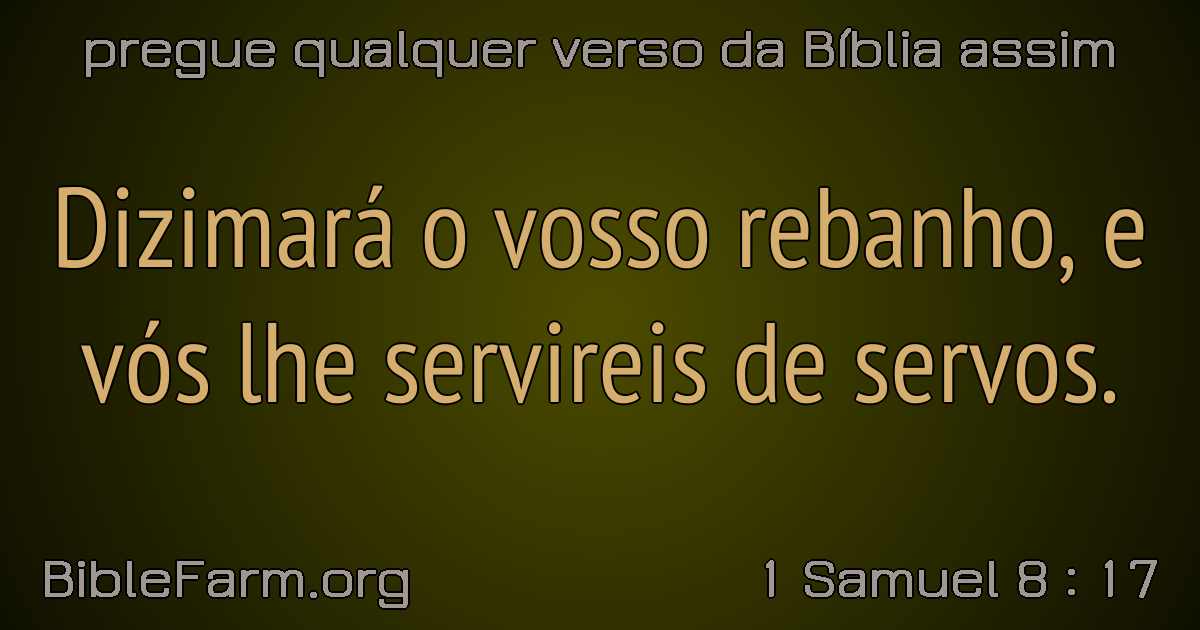 pregue qualquer verso da Bíblia assim
Dizimará o vosso rebanho, e
vós lhe servireis de servos.
BibleFarm.org
1 Samuel 8 : 17